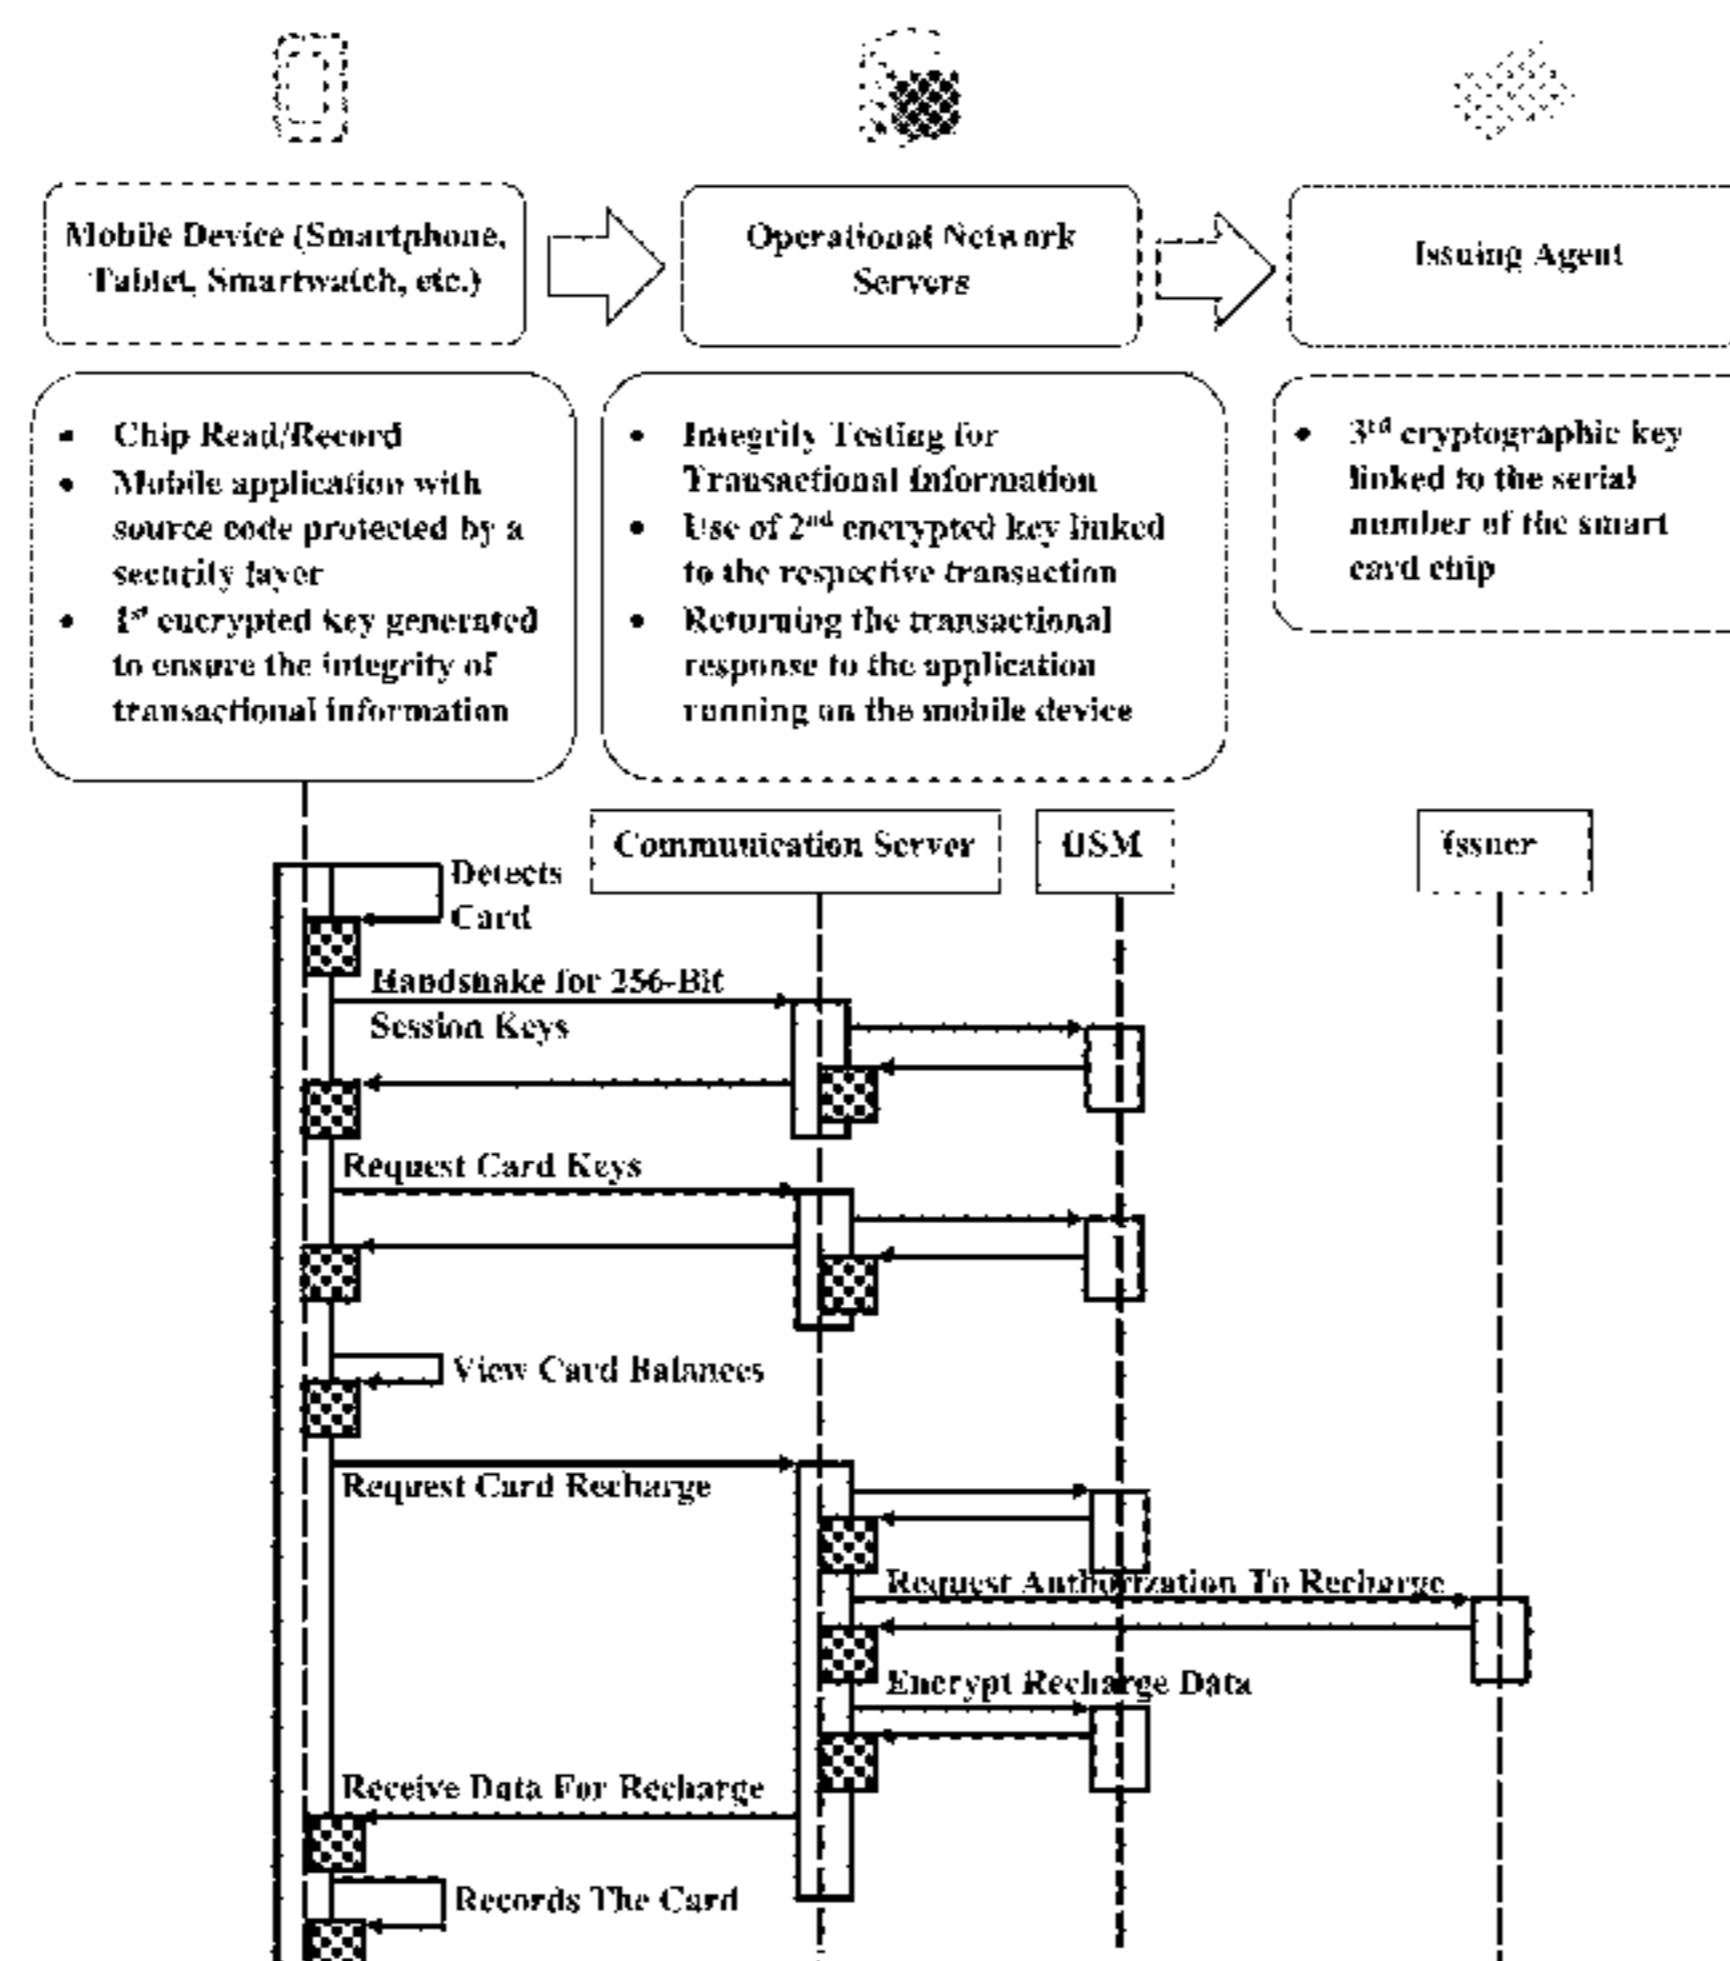 Mobile Device (Smartphone,
Tablet, Smartwatch, etc.)
Operational Network
Servers
Issuing Agent
• Chip Read/Record
• Mobile application with
source code protected by a
security layer
• 1st encrypted key generated
to ensure the integrity of
transactional information
• Integrity Testing for
Transactional Information
• Use of 2nd encrypted key linked
to the respective transaction
• Returning the transactional
response to the application
running on the mobile device
• 3rd cryptographic key
linked to the serial
number of the smart
card chip
Communication Server
Issuer
Detects
Card
Handshake for 256-Bit
Session Keys
Request Card Keys
View Card Balances
Request Card Recharge
Request Authorization To Recharge
Encrypt Recharge Data
Receive Data For Recharge
Records The Card